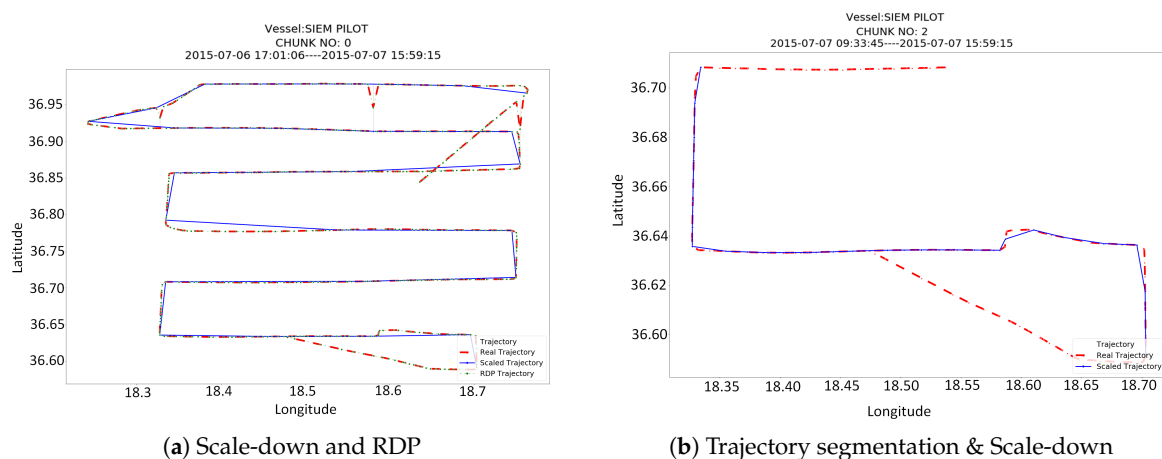 Vessel:SIEM PILOT
CHUNK NO: 0
2015-07-06 17:01:06----2015-07-07 15:59:15
36.95
36.90
36.85
36.80
36.75
36.70
36.65
36.60
Latitude
18.3
18.4
18.5
18.6
18.7
Longitude
Trajectory
Real Trajectory
Scaled Trajectory
RDP Trajectory
(a) Scale-down and RDP
Vessel:SIEM PILOT
CHUNK NO: 2
2015-07-07 09:33:45----2015-07-07 15:59:15
36.70
36.68
36.66
36.64
36.62
36.60
Latitude
18.35
18.40
18.45
18.50
18.55
18.60
18.65
18.70
Longitude
Trajectory
Real Trajectory
Scaled Trajectory
(b) Trajectory segmentation & Scale-down